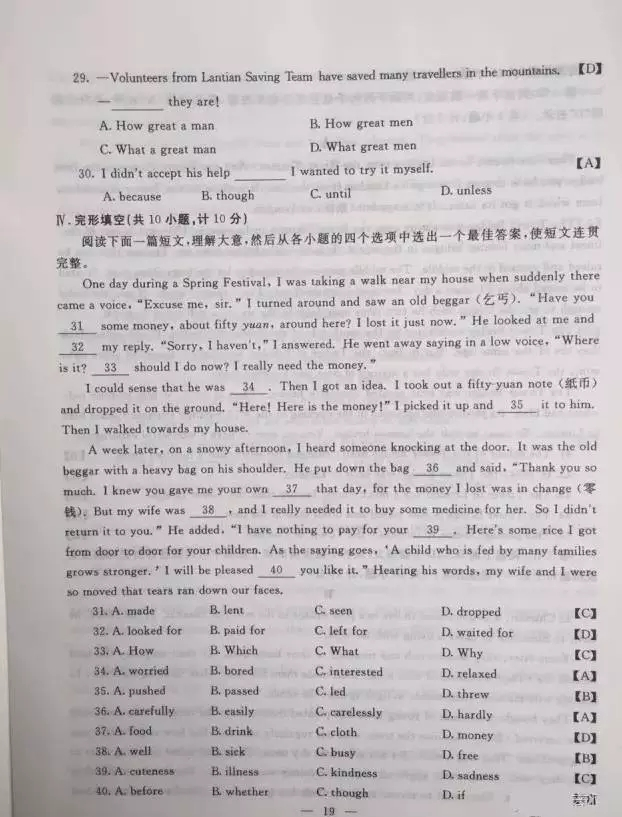 29. —Volunteers from Lantian Saving Team have saved many travellers in the mountains. 【D】
—________ they are!
A. How great a man B. How great men
C. What a great man D. What great men
30. I didn't accept his help ________ I wanted to try it myself. 【A】
A. because B. though C. until D. unless
Ⅳ. 完形填空(共 10 小题,计 10 分)
阅读下面一篇短文,理解大意,然后从各小题的四个选项中选出一个最佳答案,使短文连贯
完整。
One day during a Spring Festival, I was taking a walk near my house when suddenly there
came a voice, "Excuse me, sir." I turned around and saw an old beggar (乞丐). "Have you
31 some money, about fifty yuan, around here? I lost it just now." He looked at me and
32 my reply. "Sorry, I haven't," I answered. He went away saying in a low voice, "Where
is it? 33 should I do now? I really need the money."
I could sense that he was 34 . Then I got an idea. I took out a fifty-yuan note (纸币)
and dropped it on the ground. "Here! Here is the money!" I picked it up and 35 it to him.
Then I walked towards my house.
A week later, on a snowy afternoon, I heard someone knocking at the door. It was the old
beggar with a heavy bag on his shoulder. He put down the bag 36 and said, "Thank you so
much. I knew you gave me your own 37 that day, for the money I lost was in change (零
钱). But my wife was 38 , and I really needed it to buy some medicine for her. So I didn't
return it to you." He added, "I have nothing to pay for your 39 . Here's some rice I got
from door to door for your children. As the saying goes, 'A child who is fed by many families
grows stronger.' I will be pleased 40 you like it." Hearing his words, my wife and I were
so moved that tears ran down our faces.
31. A. made B. lent C. seen D. dropped 【C】
32. A. looked for B. paid for C. left for D. waited for 【D】
33. A. How B. Which C. What D. Why 【C】
34. A. worried B. bored C. interested D. relaxed 【A】
35. A. pushed B. passed C. led D. threw 【B】
36. A. carefully B. easily C. carelessly D. hardly 【A】
37. A. food B. drink C. cloth D. money 【D】
38. A. well B. sick C. busy D. free 【B】
39. A. cuteness B. illness C. kindness D. sadness 【C】
40. A. before B. whether C. though D. if
— 19 —